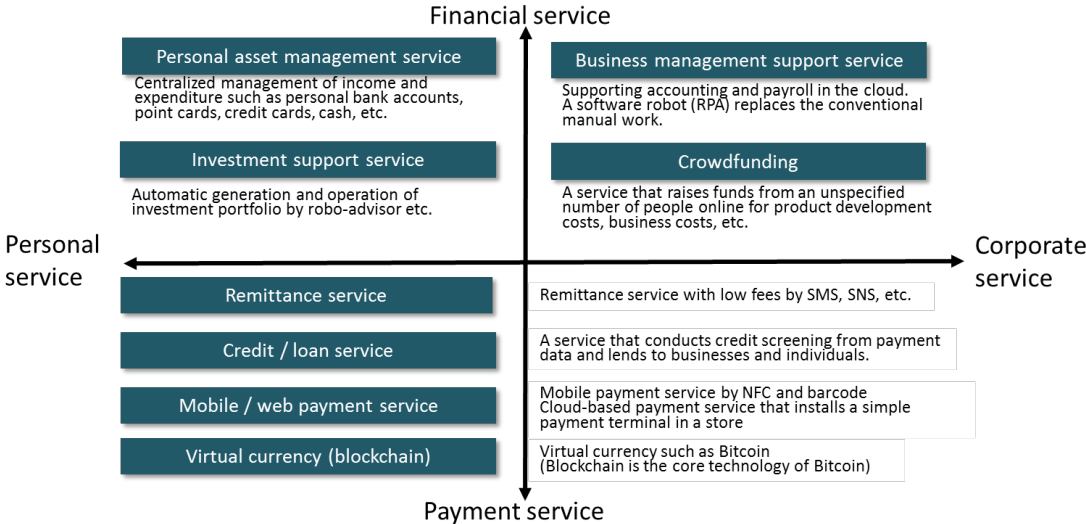 Financial service
Personal asset management service
Centralized management of income and
expenditure such as personal bank accounts,
point cards, credit cards, cash, etc.
Business management support service
Supporting accounting and payroll in the cloud.
A software robot (RPA) replaces the conventional
manual work.
Investment support service
Automatic generation and operation of
investment portfolio by robo-advisor etc.
Crowdfunding
A service that raises funds from an unspecified
number of people online for product development
costs, business costs, etc.
Personal
service
Corporate
service
Remittance service
Remittance service with low fees by SMS, SNS, etc.
Credit / loan service
A service that conducts credit screening from payment
data and lends to businesses and individuals.
Mobile / web payment service
Mobile payment service by NFC and barcode
Cloud-based payment service that installs a simple
payment terminal in a store
Virtual currency (blockchain)
Virtual currency such as Bitcoin
(Blockchain is the core technology of Bitcoin)
Payment service